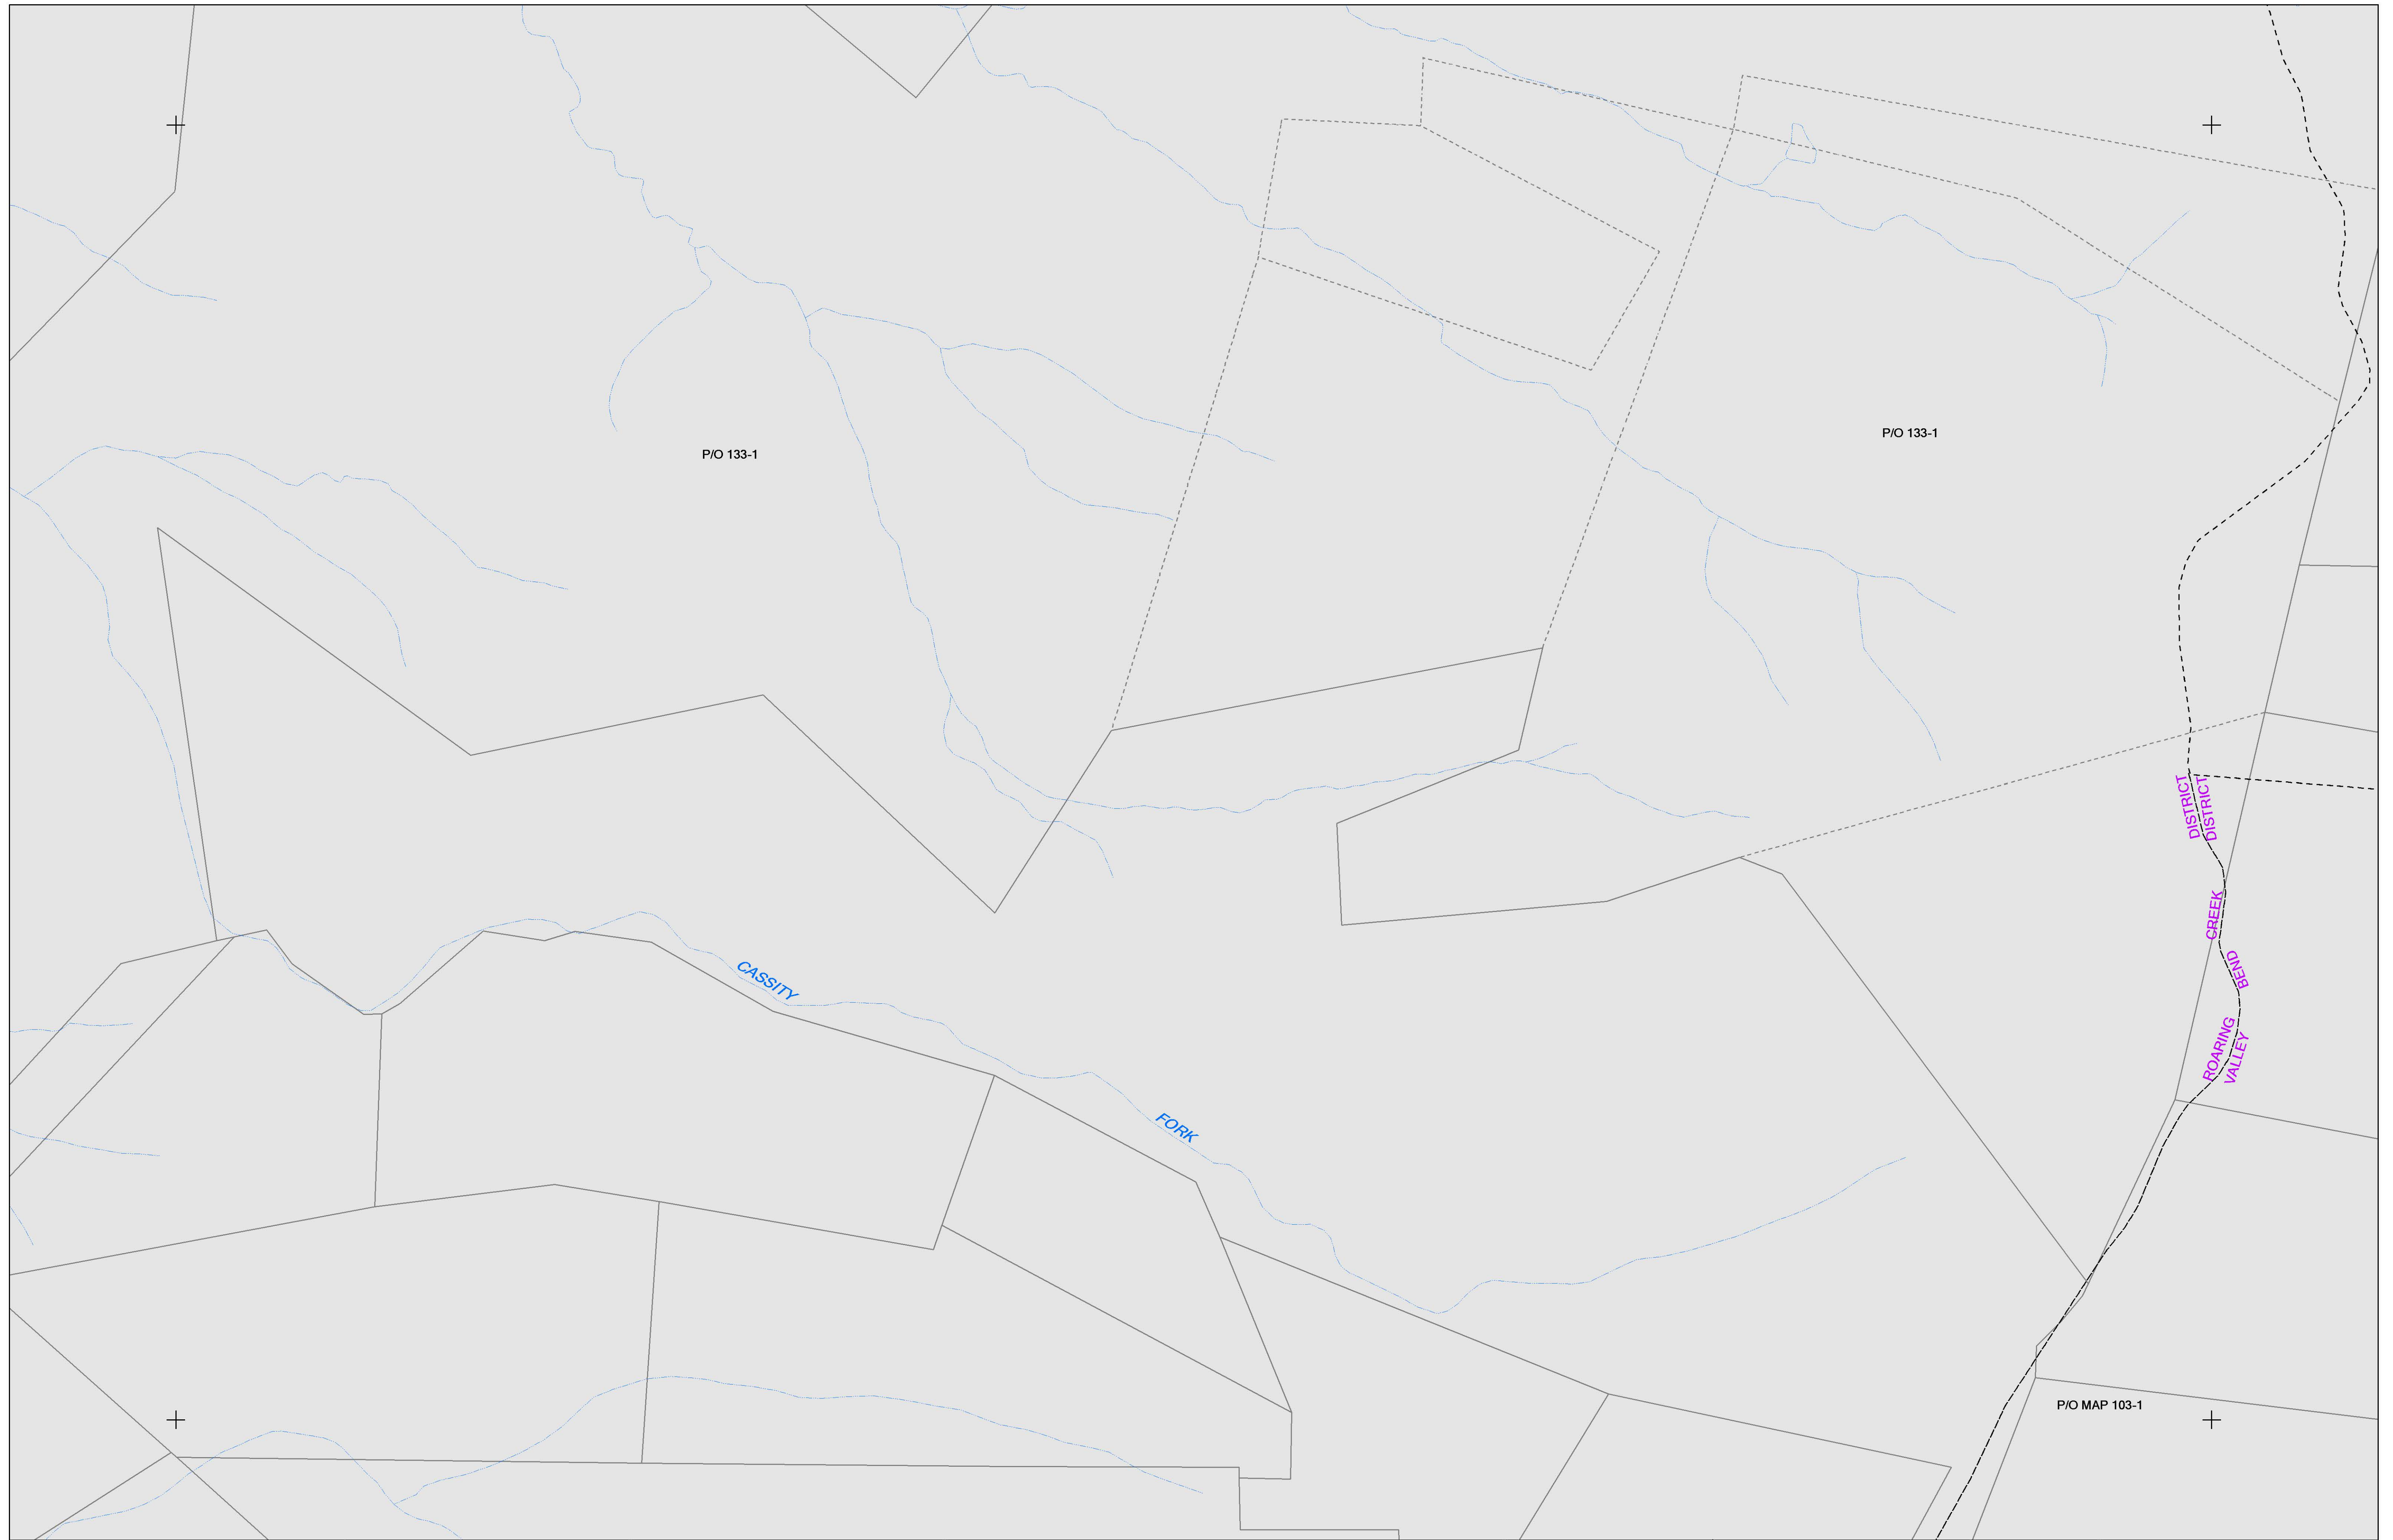 P/O 133-1
P/O 133-1
DISTRICT
DISTRICT
ROARING CREEK
VALLEY BEND
CASSITY FORK
P/O MAP 103-1